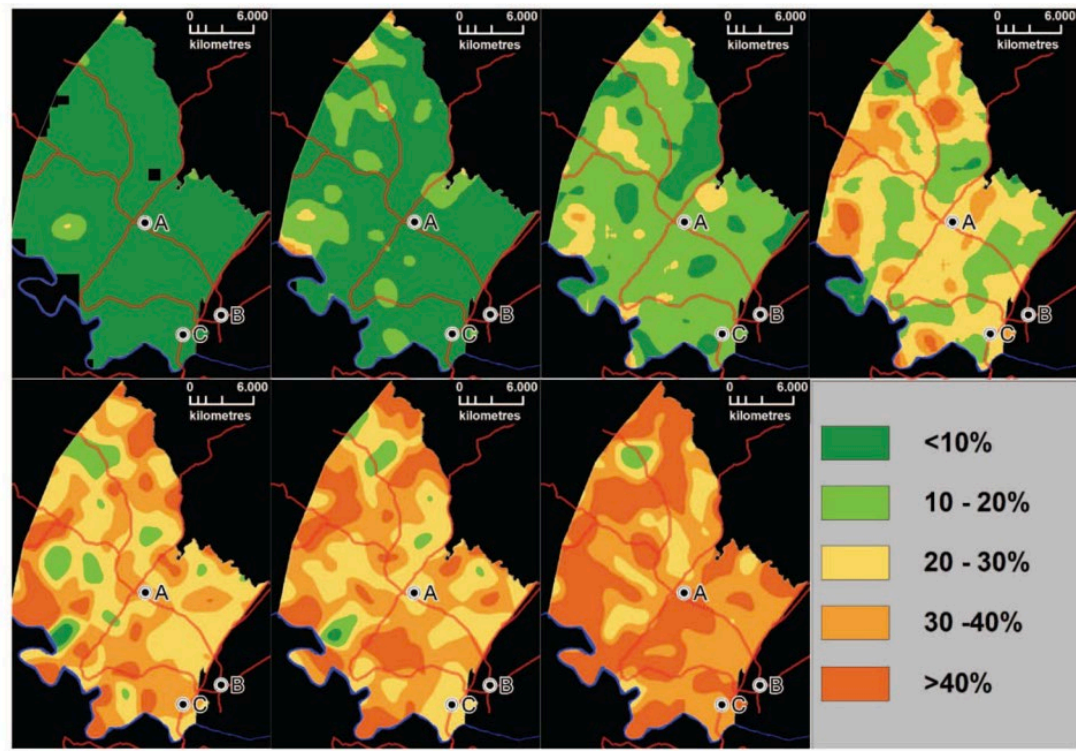 0 6.000
kilometres
A
B
C
0 6.000
kilometres
A
B
C
0 6.000
kilometres
A
B
C
0 6.000
kilometres
A
B
C
0 6.000
kilometres
A
B
C
0 6.000
kilometres
A
B
C
0 6.000
kilometres
A
B
C
<10%
10 - 20%
20 - 30%
30 -40%
>40%